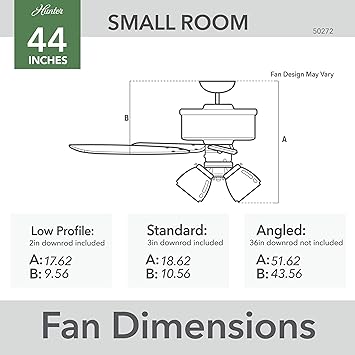 Hunter
44
INCHES
SMALL ROOM
50272
Fan Design May Vary
B
A
Low Profile:
2in downrod included
A:17.62
B: 9.56
Standard:
3in downrod included
A: 18.62
B: 10.56
Angled:
36in downrod not included
A: 51.62
B: 43.56
Fan Dimensions